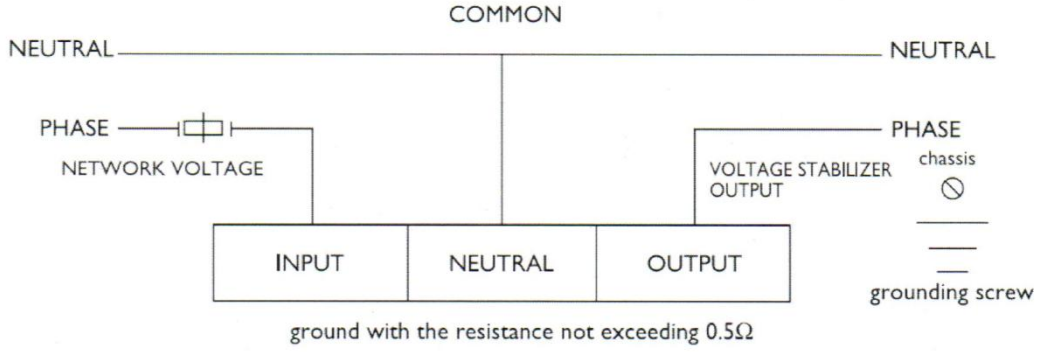 COMMON
NEUTRAL NEUTRAL
PHASE PHASE
NETWORK VOLTAGE
chassis
VOLTAGE STABILIZER
OUTPUT
INPUT NEUTRAL OUTPUT
grounding screw
ground with the resistance not exceeding 0.5Ω